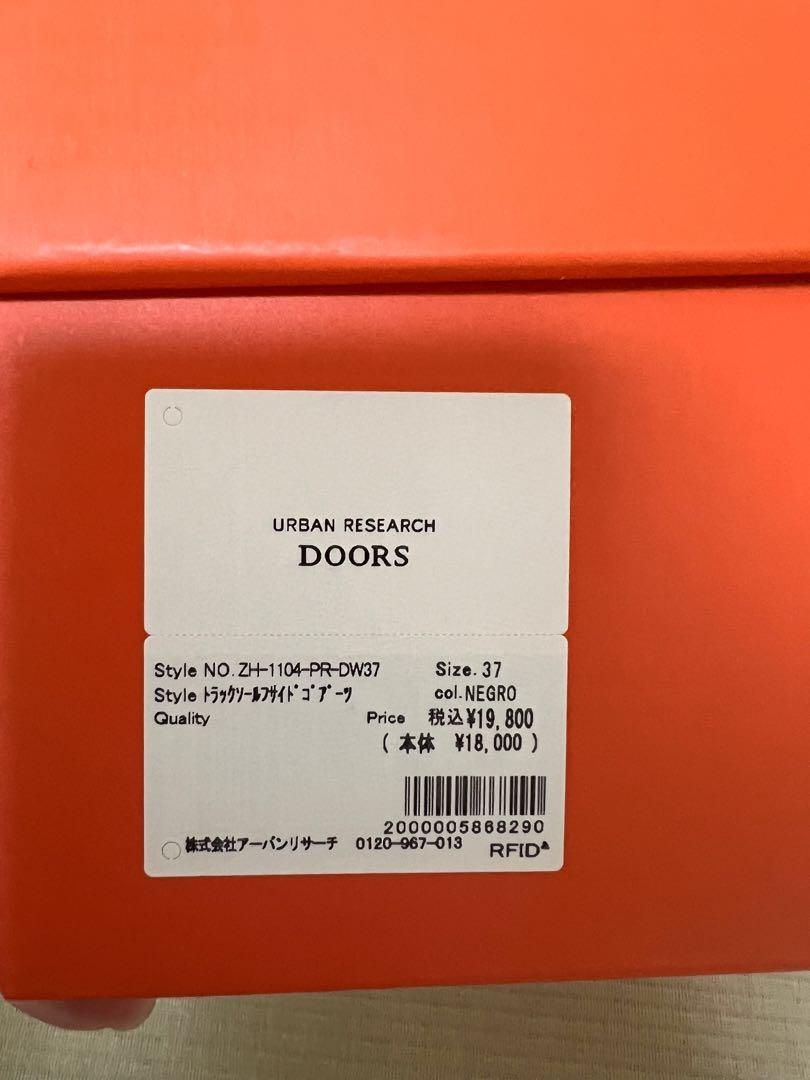 URBAN RESEARCH
DOORS
Style NO. ZH-1104-PR-DW37 Size. 37
Style ﾄﾗｯｸｿｰﾙﾌｻｲﾄﾞｺﾞﾌﾞｰﾂ col. NEGRO
Quality Price 税込¥19,800
( 本体 ¥18,000 )
2000005868290
株式会社アーバンリサーチ 0120-967-013 RFID